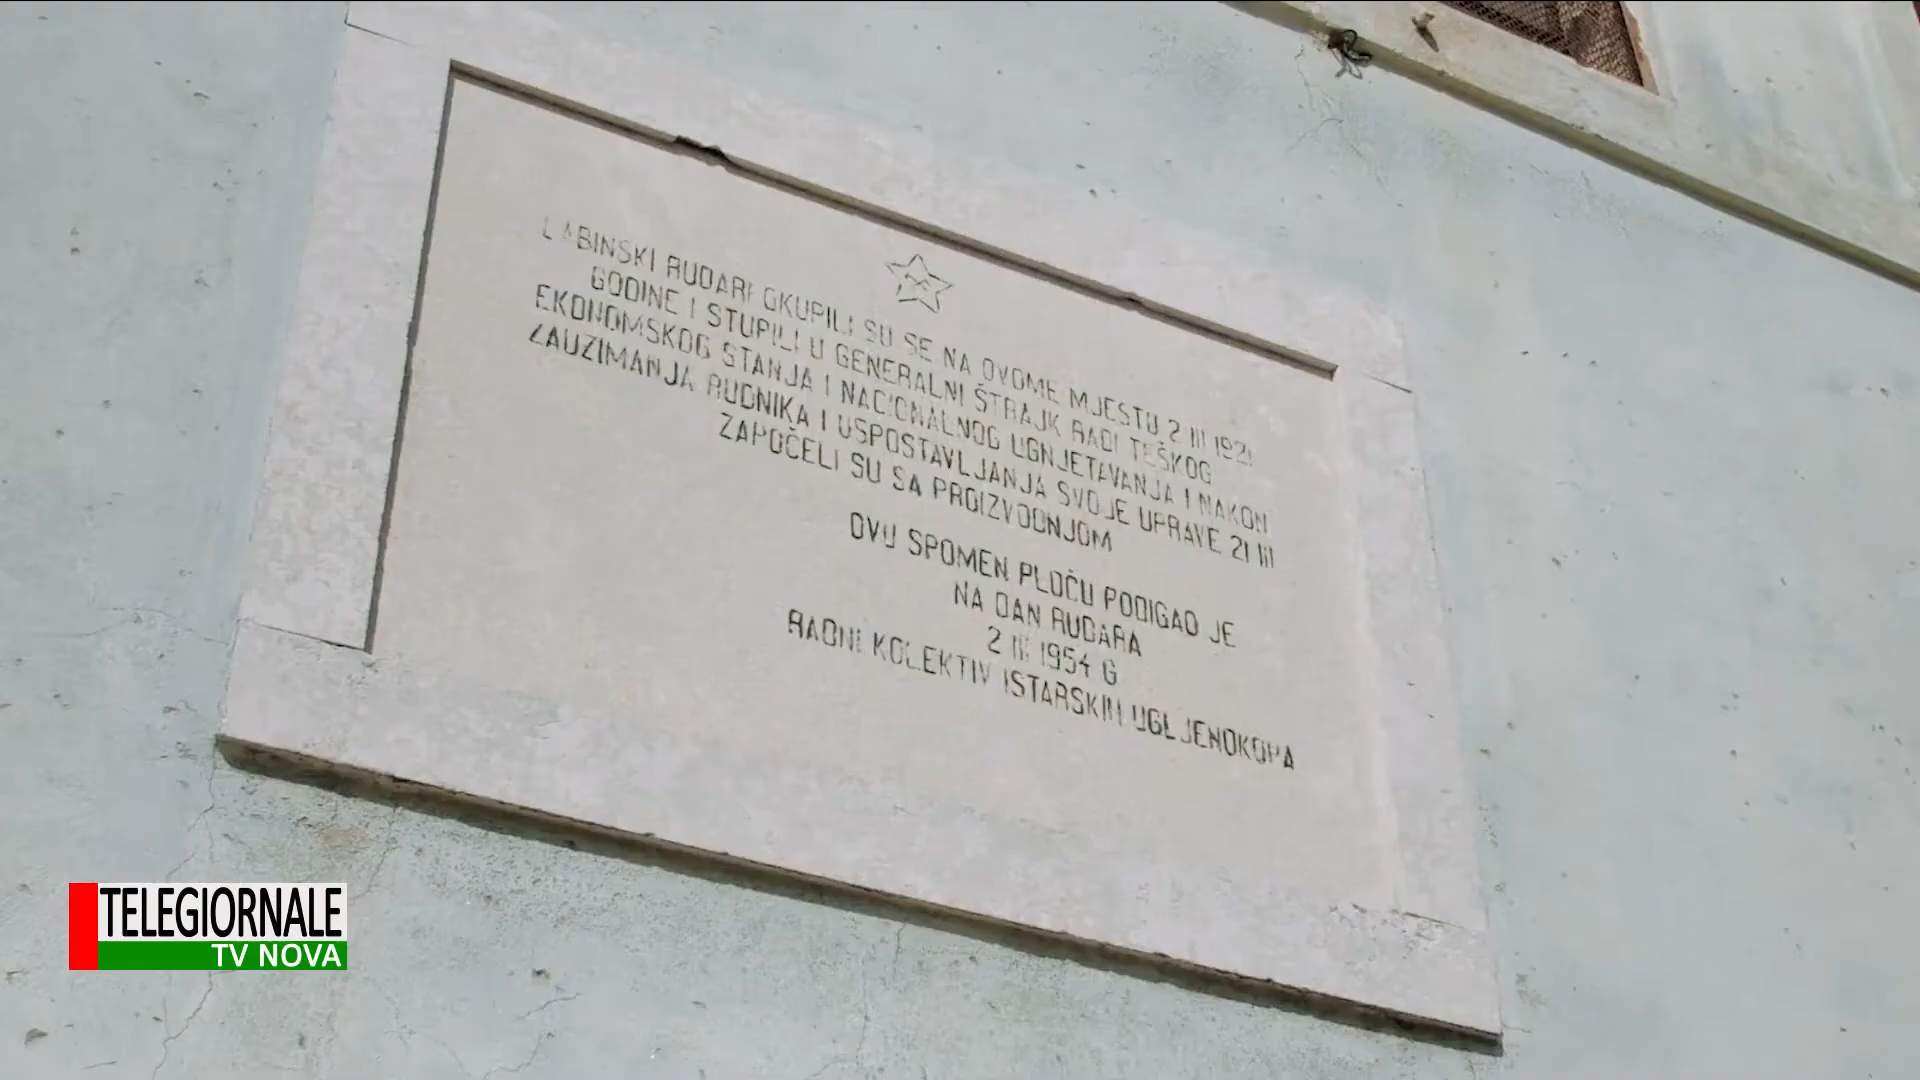 LABINSKI RUDARI OKUPILI SU SE NA OVOME MJESTU 2 III 1921
GODINE I STUPILI U GENERALNI ŠTRAJK RADI TEŠKOG
EKONOMSKOG STANJA I NACIONALNOG UGNJETAVANJA I NAKON
ZAUZIMANJA RUDNIKA I USPOSTAVLJANJA SVOJE UPRAVE 21 III
ZAPOČELI SU SA PROIZVODNJOM
OVU SPOMEN PLOČU PODIGAO JE
NA DAN RUDARA
2 III 1954 G
RADNI KOLEKTIV ISTARSKIH UGLJENOKOPA
TELEGIORNALE
TV NOVA